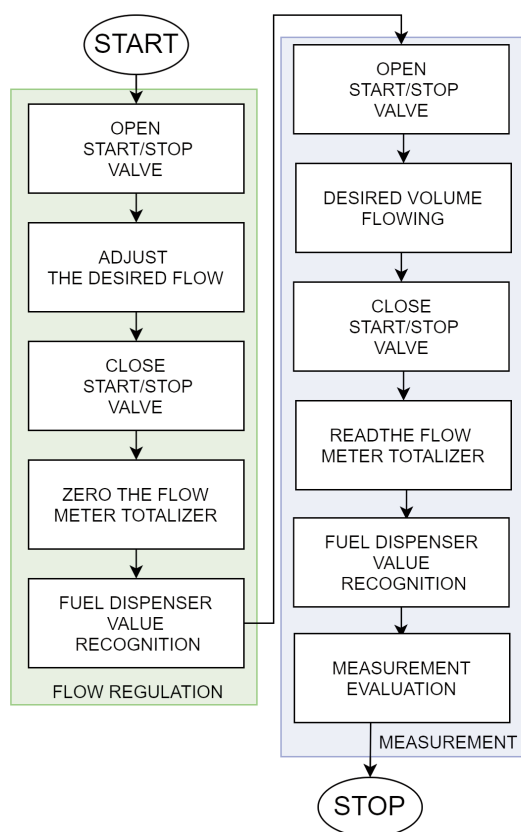 START
OPEN
START/STOP
VALVE
ADJUST
THE DESIRED FLOW
CLOSE
START/STOP
VALVE
ZERO THE FLOW
METER TOTALIZER
FUEL DISPENSER
VALUE
RECOGNITION
FLOW REGULATION
OPEN
START/STOP
VALVE
DESIRED VOLUME
FLOWING
CLOSE
START/STOP
VALVE
READTHE FLOW
METER TOTALIZER
FUEL DISPENSER
VALUE
RECOGNITION
MEASUREMENT
EVALUATION
MEASUREMENT
STOP